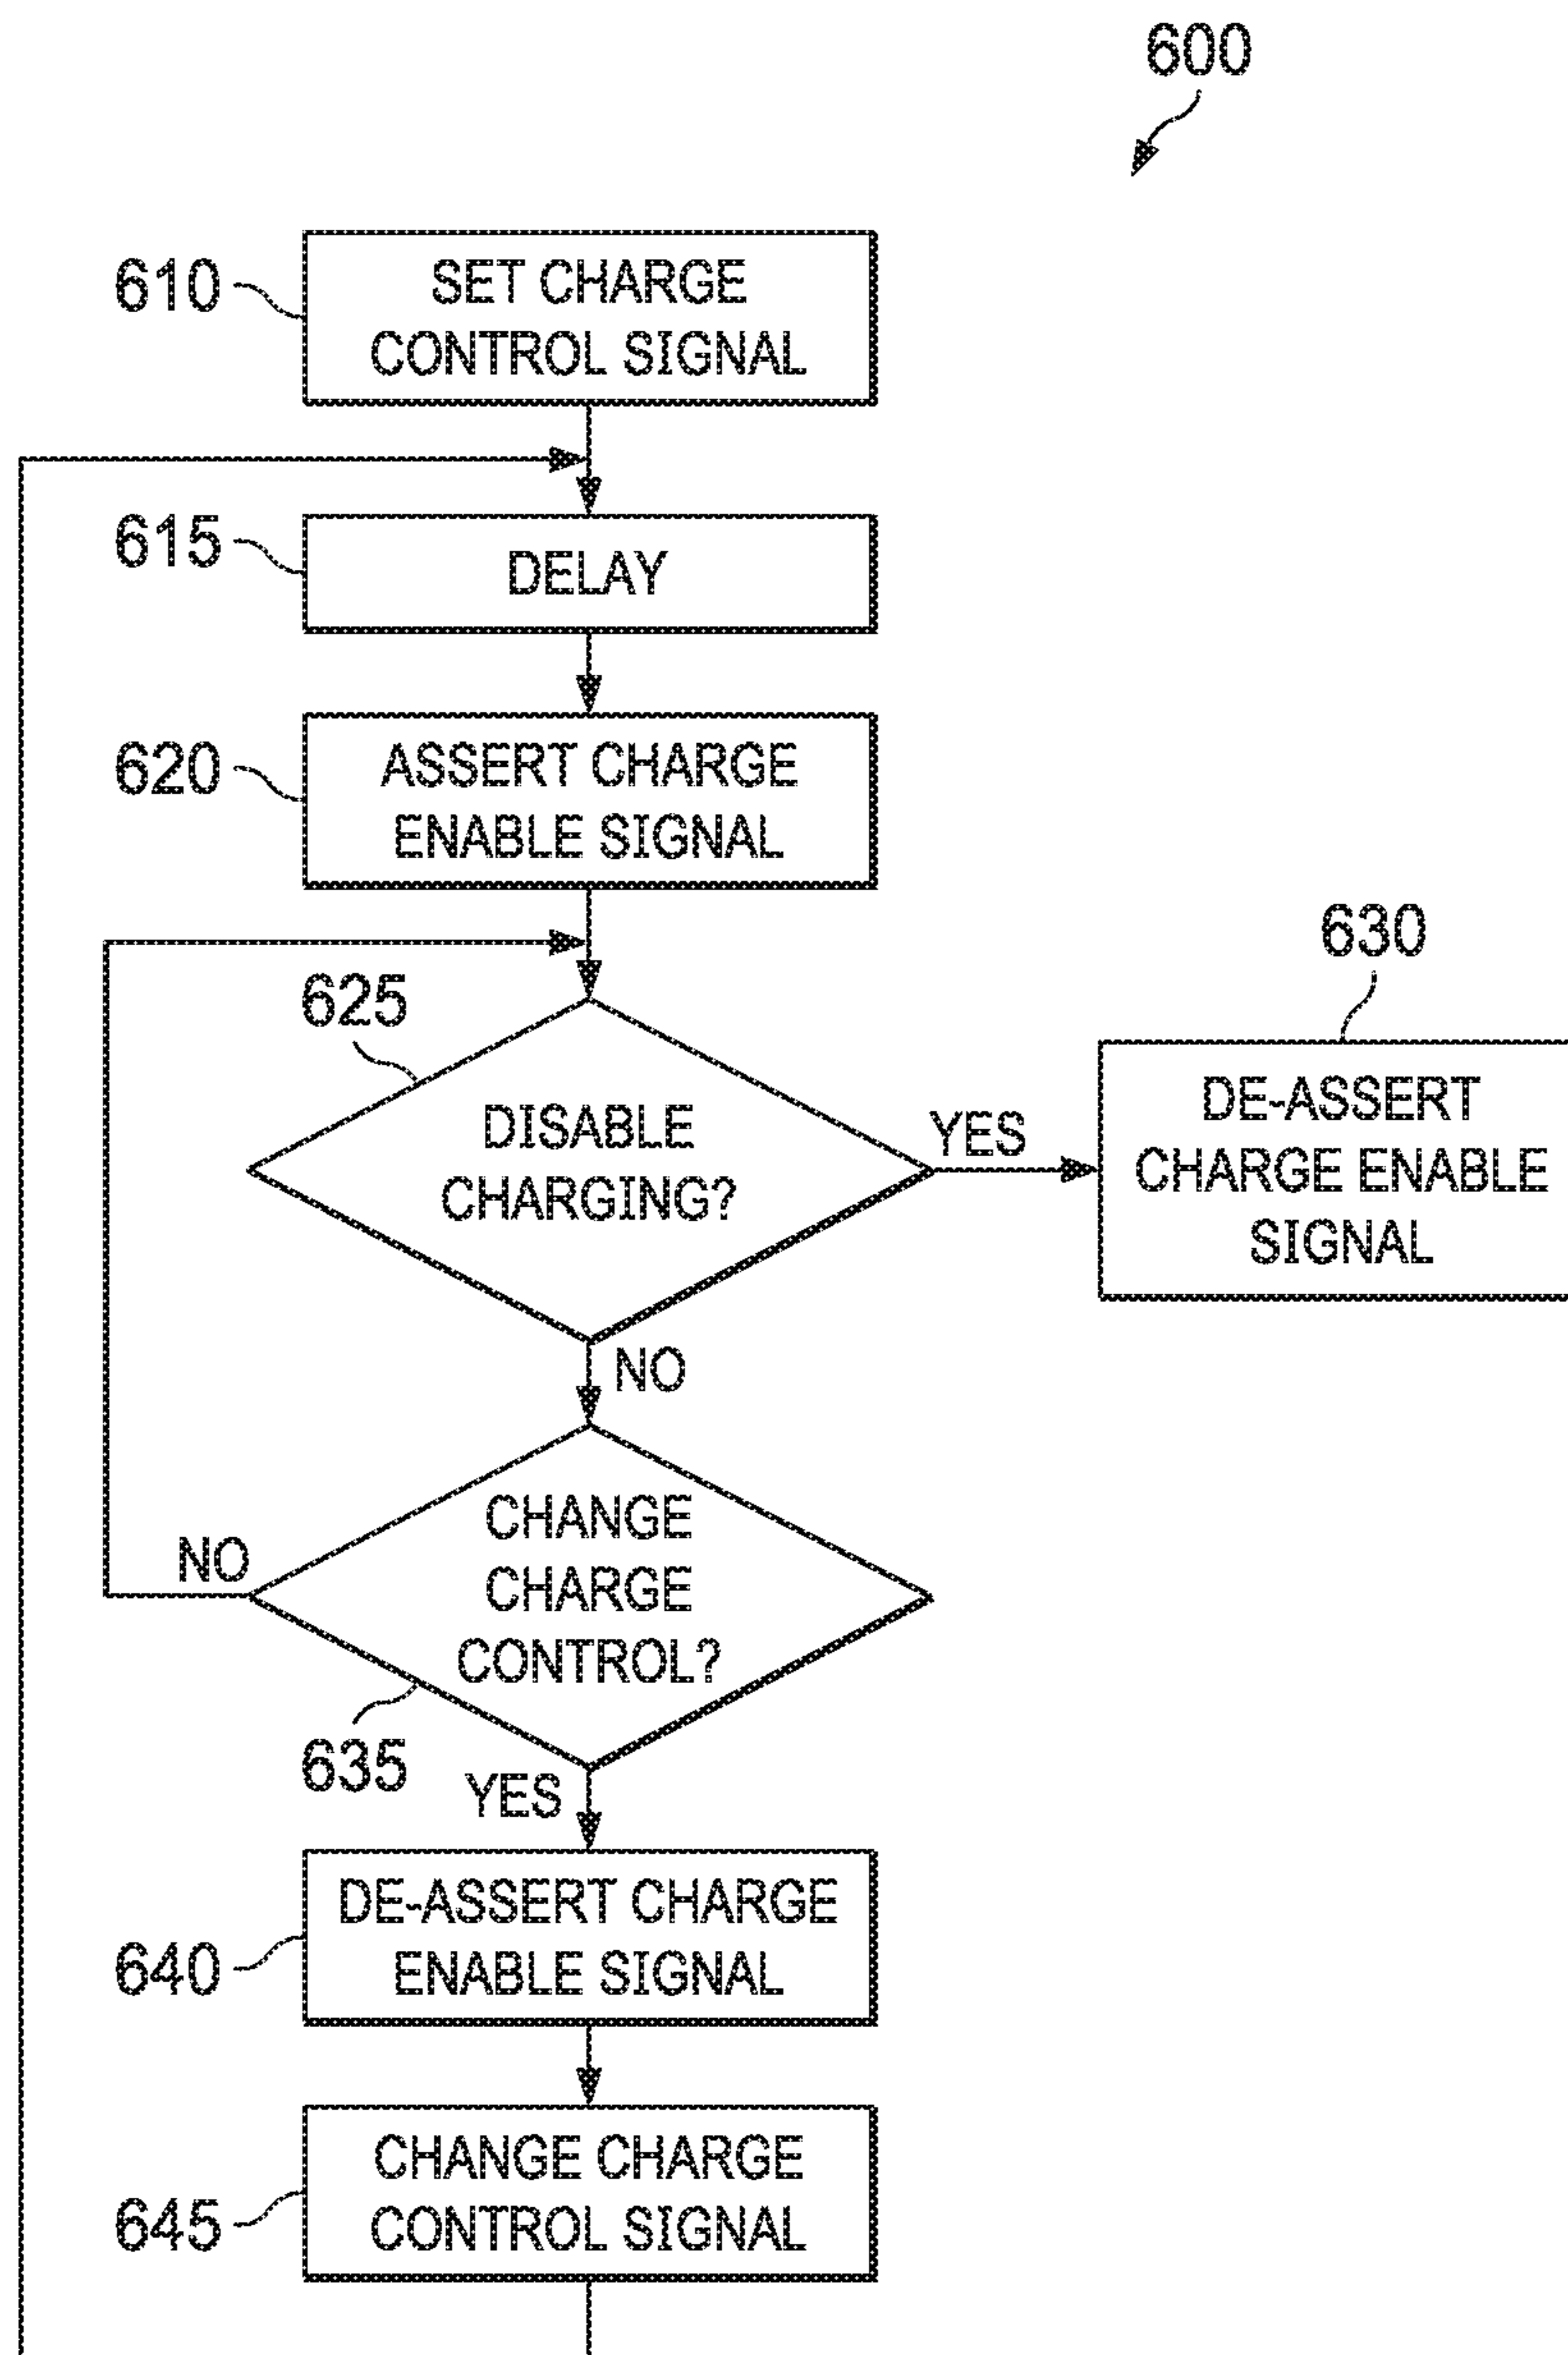 600
610
SET CHARGE
CONTROL SIGNAL
615
DELAY
620
ASSERT CHARGE
ENABLE SIGNAL
625
DISABLE
CHARGING?
YES
630
DE-ASSERT
CHARGE ENABLE
SIGNAL
NO
CHANGE
CHARGE
CONTROL?
NO
635
YES
640
DE-ASSERT CHARGE
ENABLE SIGNAL
645
CHANGE CHARGE
CONTROL SIGNAL